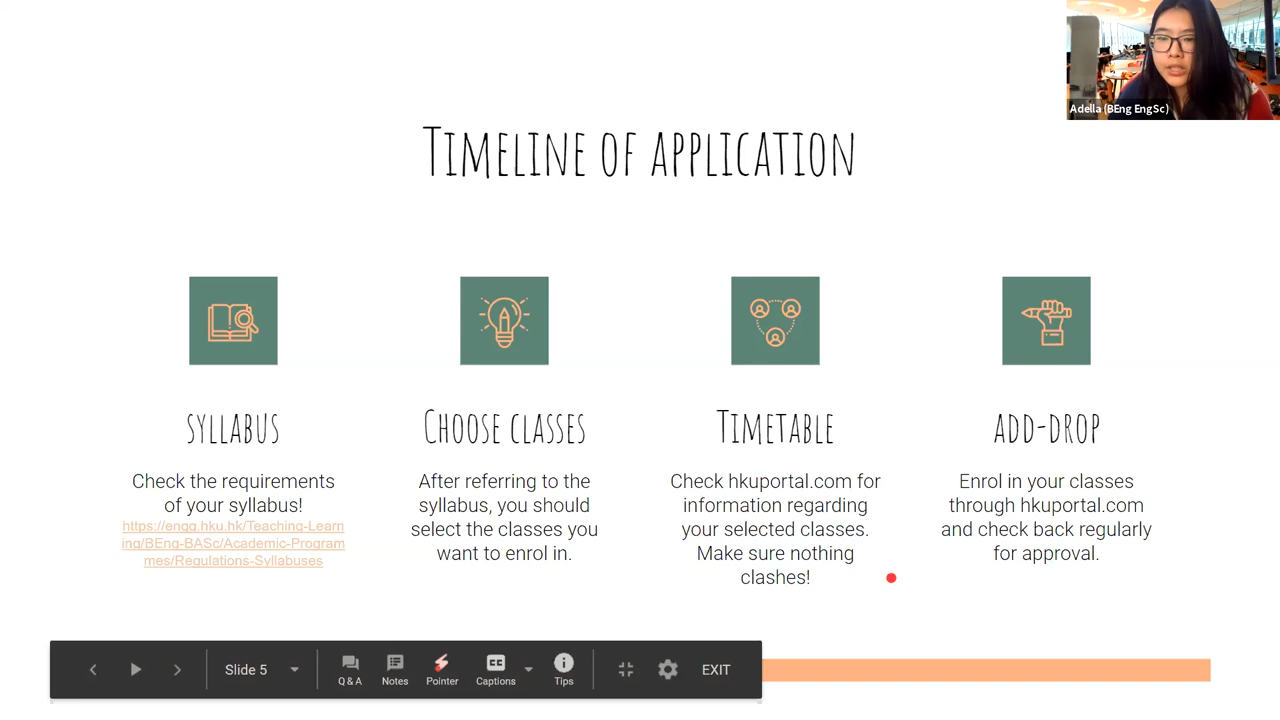 Adella (BEng EngSc)
TIMELINE OF APPLICATION
SYLLABUS
Check the requirements
of your syllabus!
https://engg.hku.hk/Teaching-Learn
ing/BEng-BASc/Academic-Program
mes/Regulations-Syllabuses
CHOOSE CLASSES
After referring to the
syllabus, you should
select the classes you
want to enrol in.
TIMETABLE
Check hkuportal.com for
information regarding
your selected classes.
Make sure nothing
clashes!
ADD-DROP
Enrol in your classes
through hkuportal.com
and check back regularly
for approval.
Slide 5
Q & A
Notes
Pointer
CC
Captions
Tips
EXIT